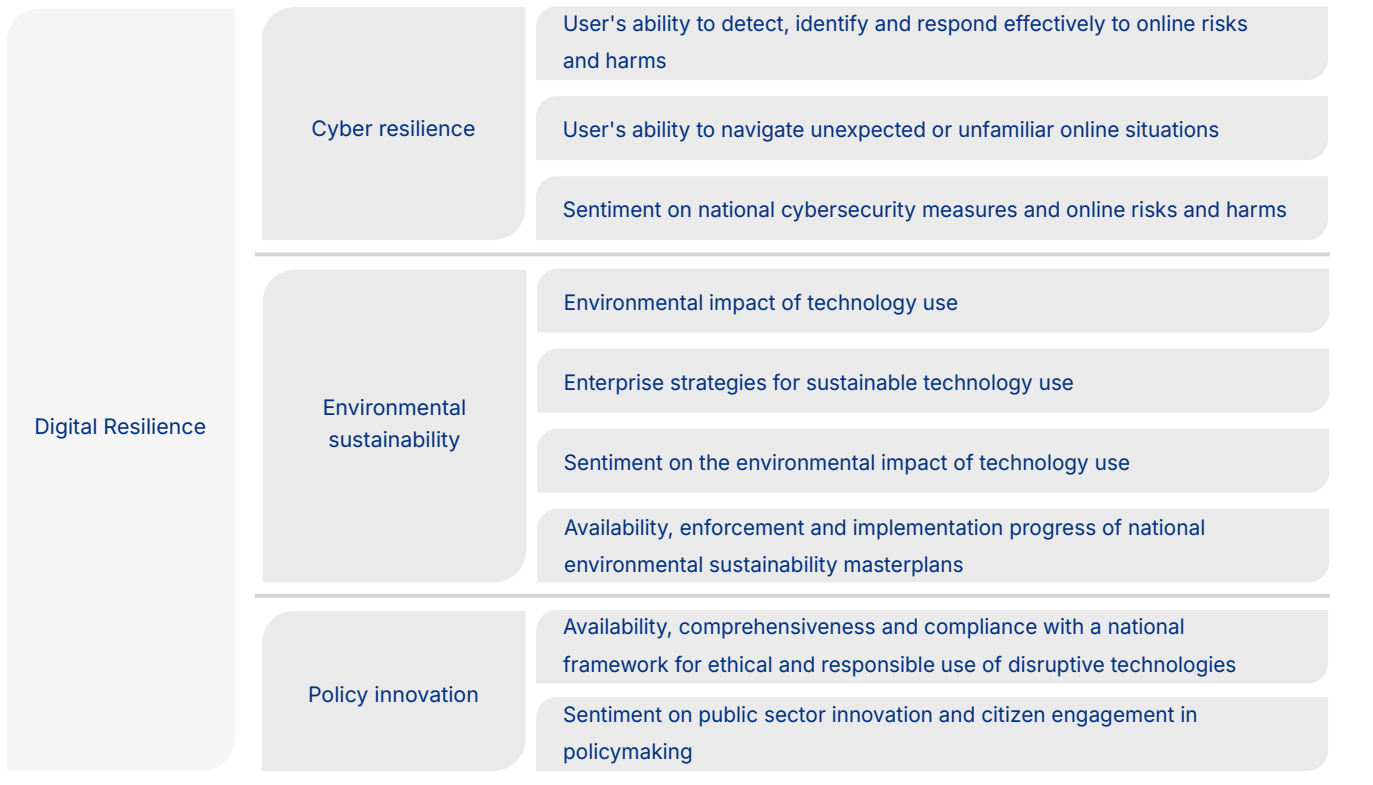 Digital Resilience
Cyber resilience
User's ability to detect, identify and respond effectively to online risks
and harms
User's ability to navigate unexpected or unfamiliar online situations
Sentiment on national cybersecurity measures and online risks and harms
Environmental
sustainability
Environmental impact of technology use
Enterprise strategies for sustainable technology use
Sentiment on the environmental impact of technology use
Availability, enforcement and implementation progress of national
environmental sustainability masterplans
Policy innovation
Availability, comprehensiveness and compliance with a national
framework for ethical and responsible use of disruptive technologies
Sentiment on public sector innovation and citizen engagement in
policymaking